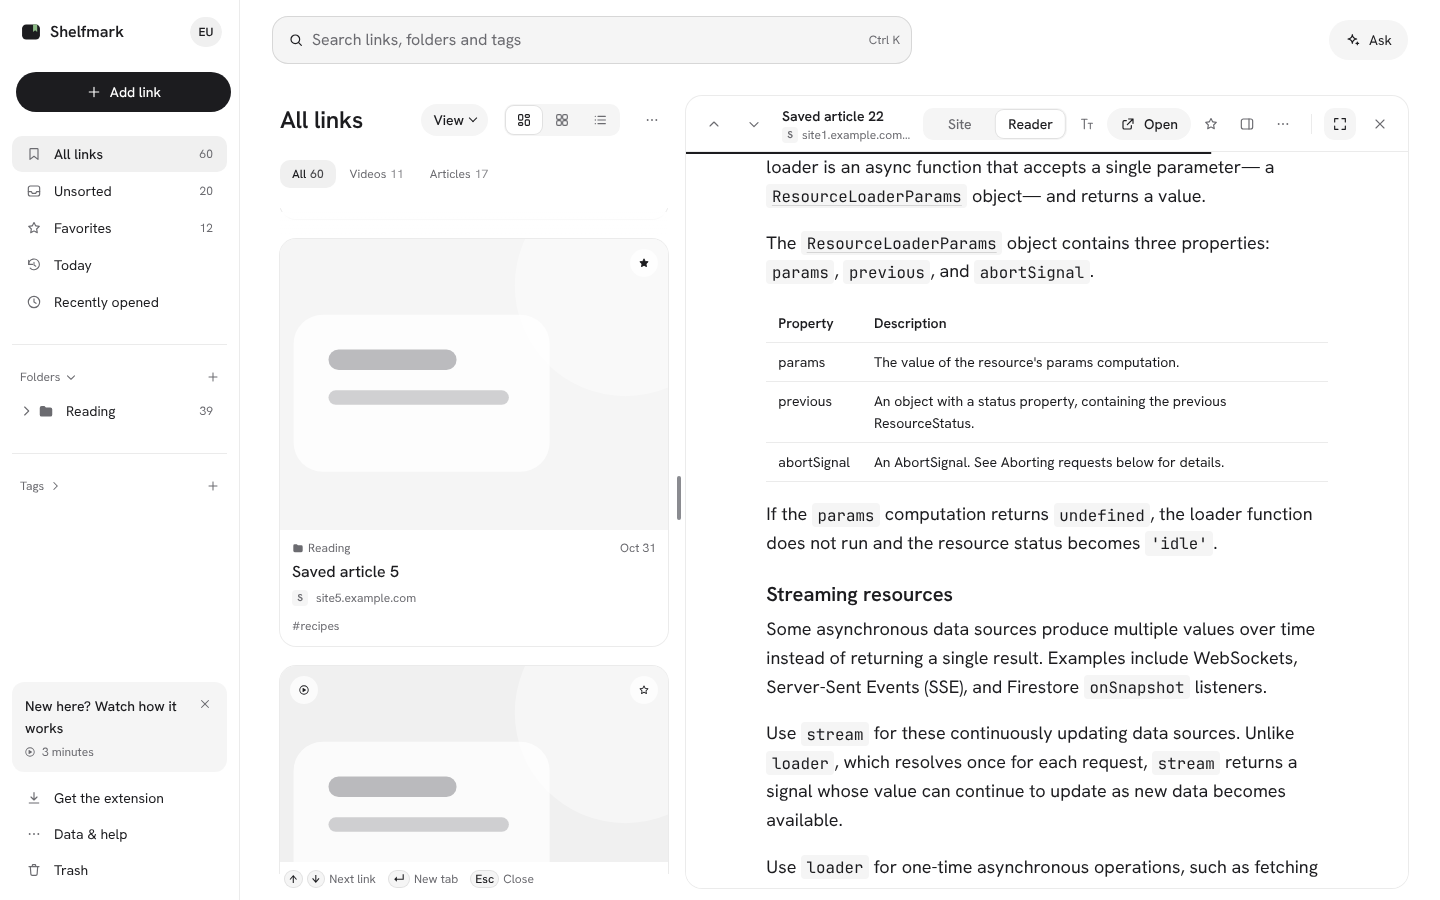 Shelfmark
EU
Add link
All links 60
Unsorted 20
Favorites 12
Today
Recently opened
Folders
Reading 39
Tags
New here? Watch how it
works
3 minutes
Get the extension
Data & help
Trash
Search links, folders and tags Ctrl K
Ask
All links
View
All 60 Videos 11 Articles 17
Reading Oct 31
Saved article 5
S site5.example.com
#recipes
Next link New tab Esc Close
Saved article 22
S site1.example.com...
Site Reader Tт Open
loader is an async function that accepts a single parameter— a
ResourceLoaderParams object— and returns a value.
The ResourceLoaderParams object contains three properties:
params, previous, and abortSignal.
Property Description
params The value of the resource's params computation.
previous An object with a status property, containing the previous
ResourceStatus.
abortSignal An AbortSignal. See Aborting requests below for details.
If the params computation returns undefined, the loader function
does not run and the resource status becomes 'idle'.
Streaming resources
Some asynchronous data sources produce multiple values over time
instead of returning a single result. Examples include WebSockets,
Server-Sent Events (SSE), and Firestore onSnapshot listeners.
Use stream for these continuously updating data sources. Unlike
loader, which resolves once for each request, stream returns a
signal whose value can continue to update as new data becomes
available.
Use loader for one-time asynchronous operations, such as fetching